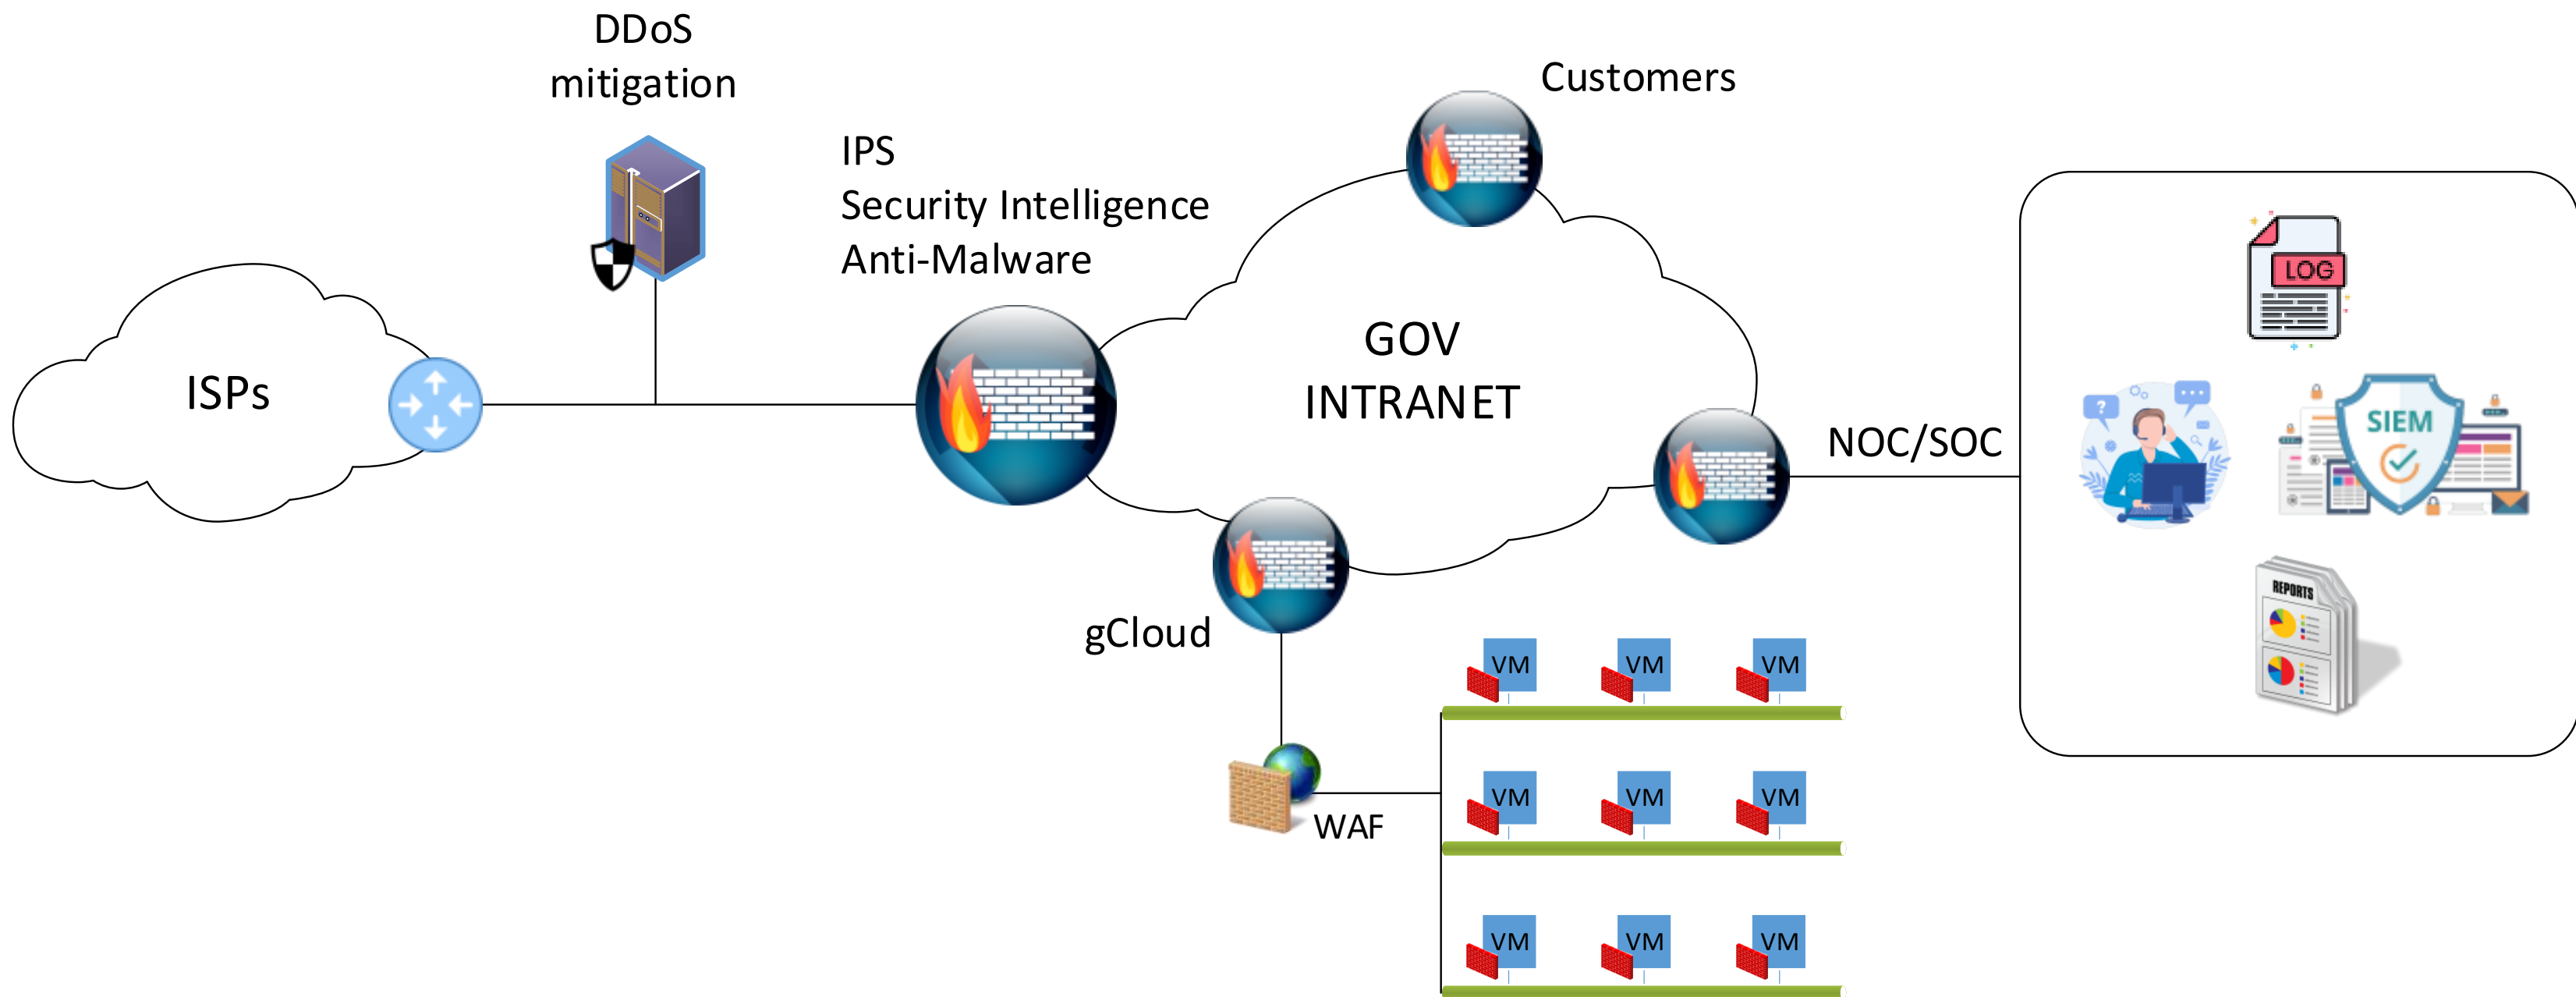 DDoS
mitigation
Customers
IPS
Security Intelligence
Anti-Malware
ISPs
GOV
INTRANET
NOC/SOC
LOG
?
SIEM
REPORTS
gCloud
WAF
VM VM VM
VM VM VM
VM VM VM